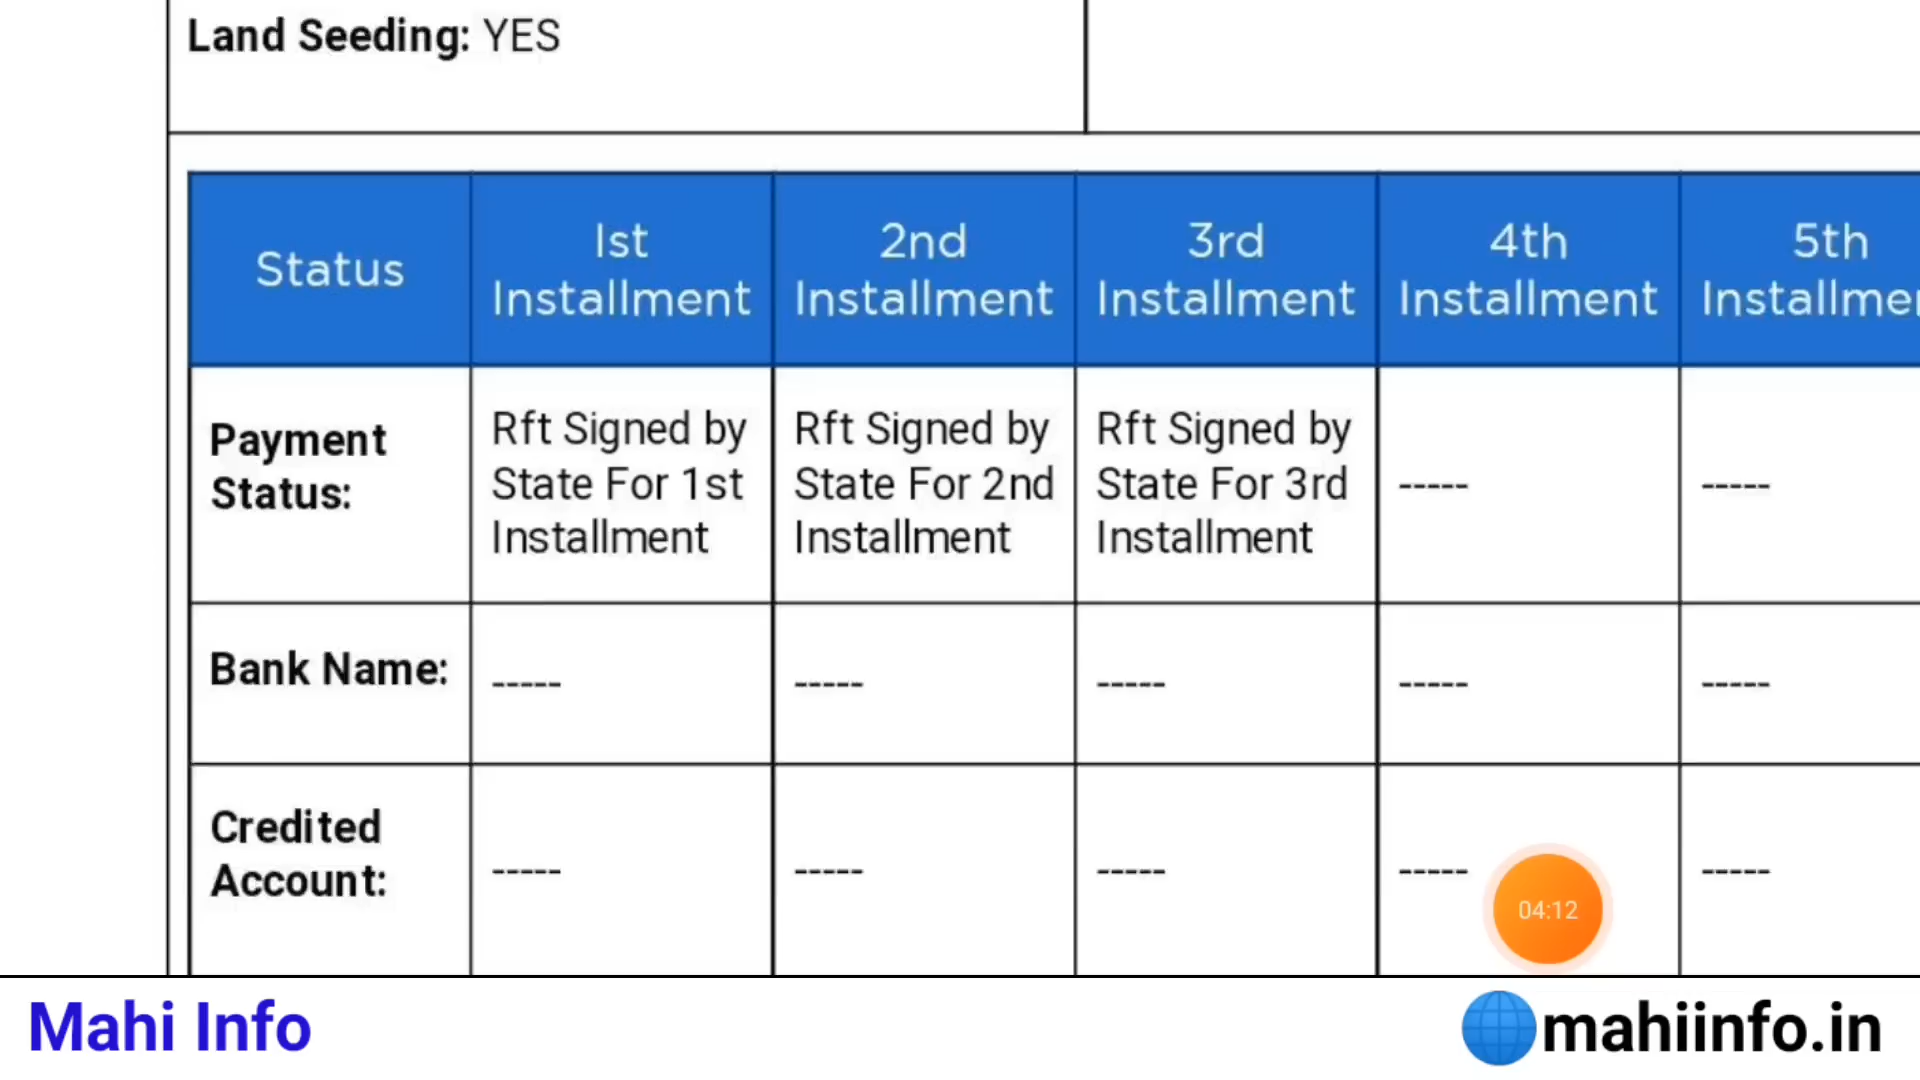 Land Seeding: YES
Status
Ist
Installment
2nd
Installment
3rd
Installment
4th
Installment
5th
Payment
Status:
Rft Signed by
State For 1st
Installment
Rft Signed by
State For 2nd
Installment
Rft Signed by
State For 3rd
Installment
-----
-----
Bank Name:
-----
-----
-----
-----
-----
Credited
Account:
-----
-----
-----
-----
-----
04:12
Mahi Info
mahiinfo.in